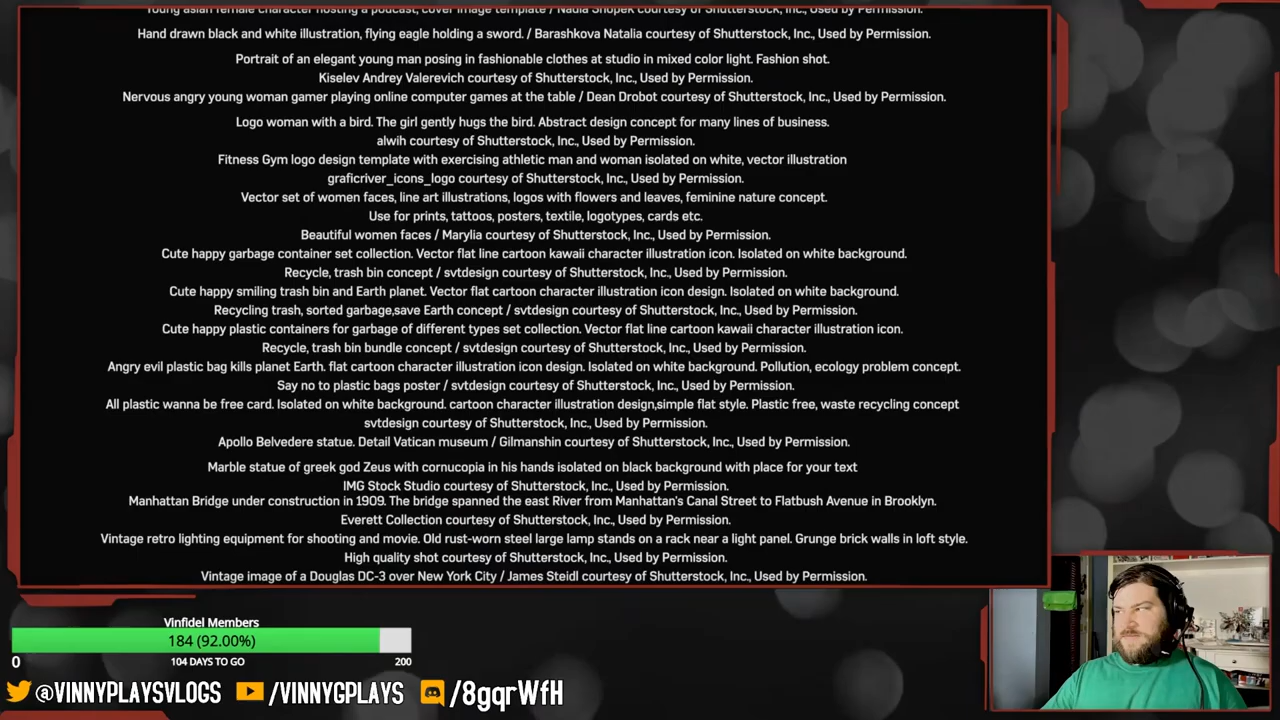 Young asian female character hosting a podcast, cover image template / Nadia Snopek courtesy of Shutterstock, Inc., Used by Permission.
Hand drawn black and white illustration, flying eagle holding a sword. / Barashkova Natalia courtesy of Shutterstock, Inc., Used by Permission.
Portrait of an elegant young man posing in fashionable clothes at studio in mixed color light. Fashion shot.
Kiselev Andrey Valerevich courtesy of Shutterstock, Inc., Used by Permission.
Nervous angry young woman gamer playing online computer games at the table / Dean Drobot courtesy of Shutterstock, Inc., Used by Permission.
Logo woman with a bird. The girl gently hugs the bird. Abstract design concept for many lines of business.
alwih courtesy of Shutterstock, Inc., Used by Permission.
Fitness Gym logo design template with exercising athletic man and woman isolated on white, vector illustration
graficriver_icons_logo courtesy of Shutterstock, Inc., Used by Permission.
Vector set of women faces, line art illustrations, logos with flowers and leaves, feminine nature concept.
Use for prints, tattoos, posters, textile, logotypes, cards etc.
Beautiful women faces / Marylia courtesy of Shutterstock, Inc., Used by Permission.
Cute happy garbage container set collection. Vector flat line cartoon kawaii character illustration icon. Isolated on white background.
Recycle, trash bin concept / svtdesign courtesy of Shutterstock, Inc., Used by Permission.
Cute happy smiling trash bin and Earth planet. Vector flat cartoon character illustration icon design. Isolated on white background.
Recycling trash, sorted garbage,save Earth concept / svtdesign courtesy of Shutterstock, Inc., Used by Permission.
Cute happy plastic containers for garbage of different types set collection. Vector flat line cartoon kawaii character illustration icon.
Recycle, trash bin bundle concept / svtdesign courtesy of Shutterstock, Inc., Used by Permission.
Angry evil plastic bag kills planet Earth. flat cartoon character illustration icon design. Isolated on white background. Pollution, ecology problem concept.
Say no to plastic bags poster / svtdesign courtesy of Shutterstock, Inc., Used by Permission.
All plastic wanna be free card. Isolated on white background. cartoon character illustration design,simple flat style. Plastic free, waste recycling concept
svtdesign courtesy of Shutterstock, Inc., Used by Permission.
Apollo Belvedere statue. Detail Vatican museum / Gilmanshin courtesy of Shutterstock, Inc., Used by Permission.
Marble statue of greek god Zeus with cornucopia in his hands isolated on black background with place for your text
IMG Stock Studio courtesy of Shutterstock, Inc., Used by Permission.
Manhattan Bridge under construction in 1909. The bridge spanned the east River from Manhattan's Canal Street to Flatbush Avenue in Brooklyn.
Everett Collection courtesy of Shutterstock, Inc., Used by Permission.
Vintage retro lighting equipment for shooting and movie. Old rust-worn steel large lamp stands on a rack near a light panel. Grunge brick walls in loft style.
High quality shot courtesy of Shutterstock, Inc., Used by Permission.
Vintage image of a Douglas DC-3 over New York City / James Steidl courtesy of Shutterstock, Inc., Used by Permission.
Vinfidel Members
184 (92.00%)
0 104 DAYS TO GO 200
@VINNYPLAYSVLOGS /VINNYGPLAYS /8gqrWfH